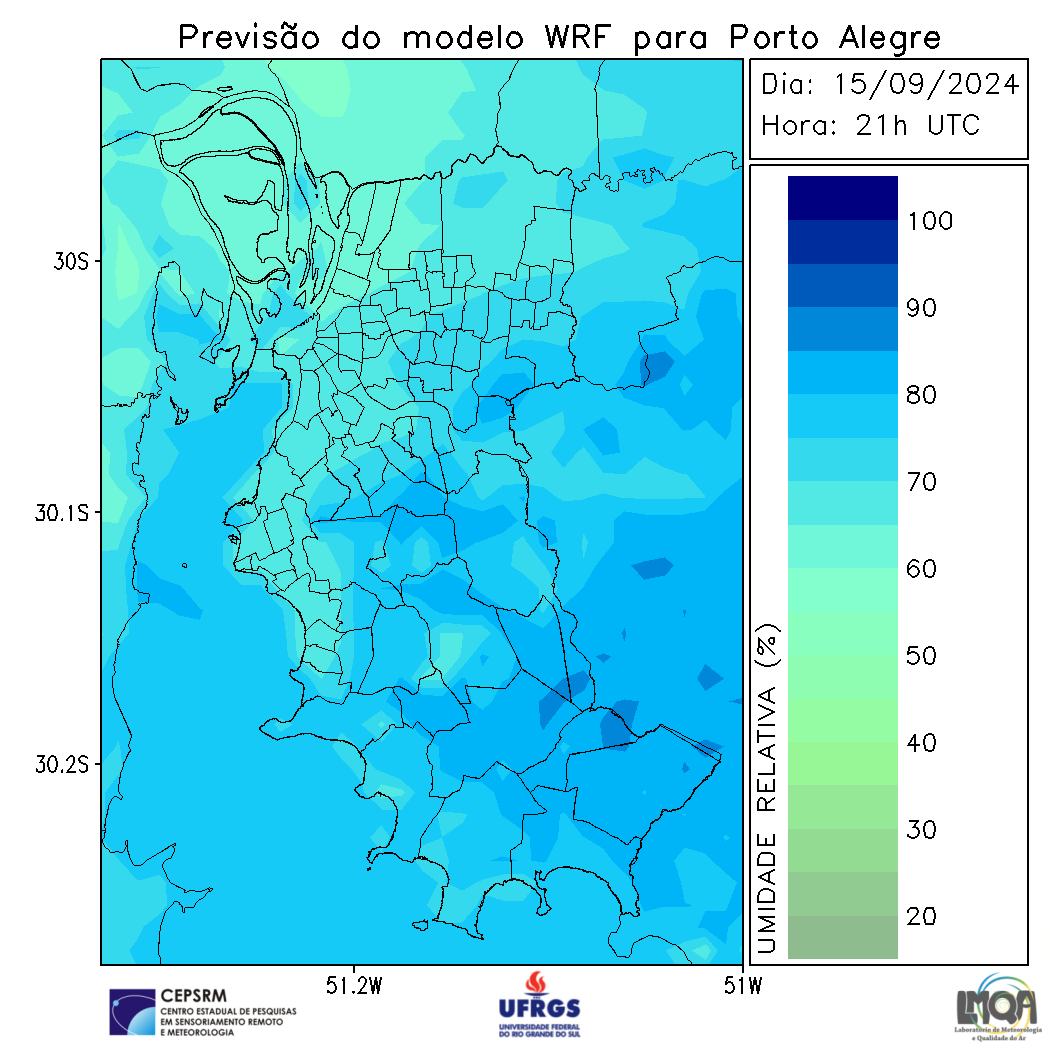 Previsão do modelo WRF para Porto Alegre
Dia: 15/09/2024
Hora: 21h UTC
30S
30.1S
30.2S
51.2W
51W
100
90
80
70
60
50
40
30
20
UMIDADE RELATIVA (%)
CEPSRM
CENTRO ESTADUAL DE PESQUISAS
EM SENSORIAMENTO REMOTO
E METEOROLOGIA
UFRGS
UNIVERSIDADE FEDERAL
DO RIO GRANDE DO SUL
LMQA
Laboratório de Meteorologia
e Qualidade do Ar